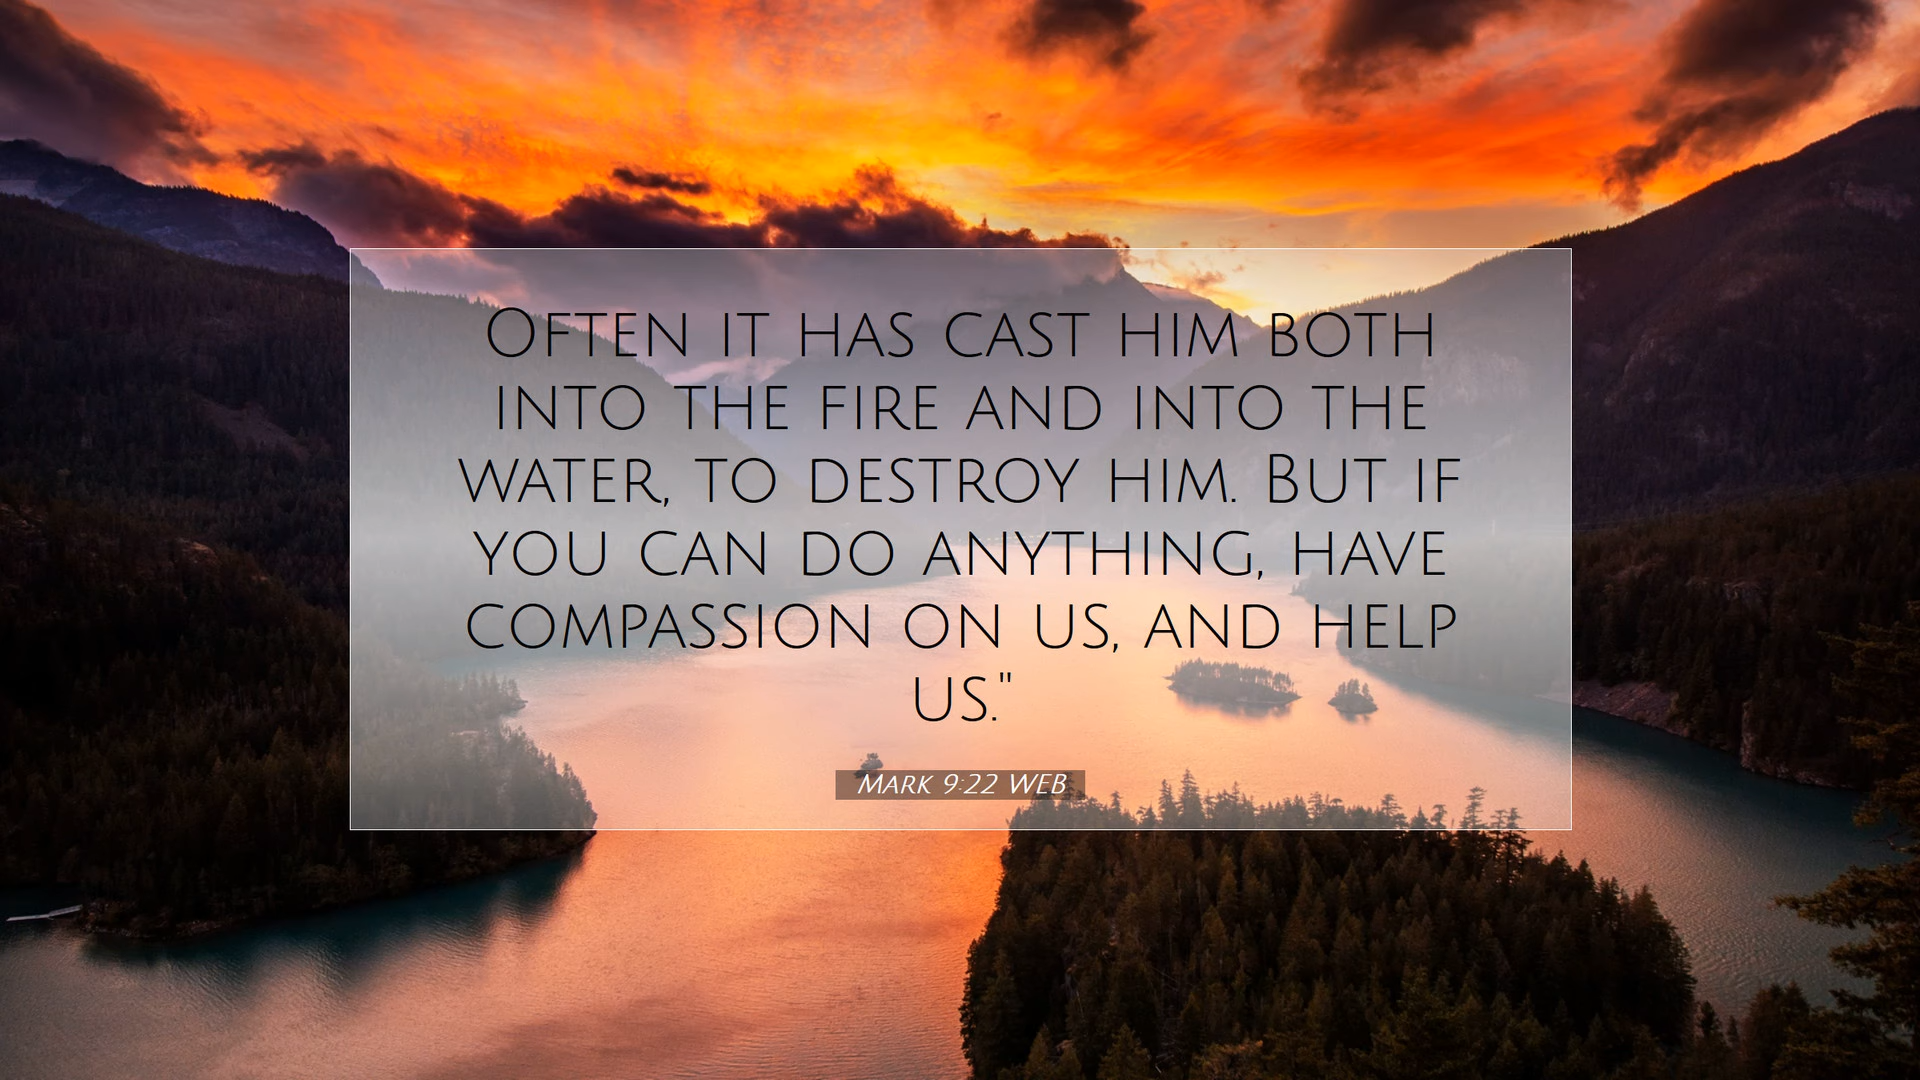 Often it has cast him both
into the fire and into the
water, to destroy him. But if
you can do anything, have
compassion on us, and help
us."
Mark 9:22 WEB